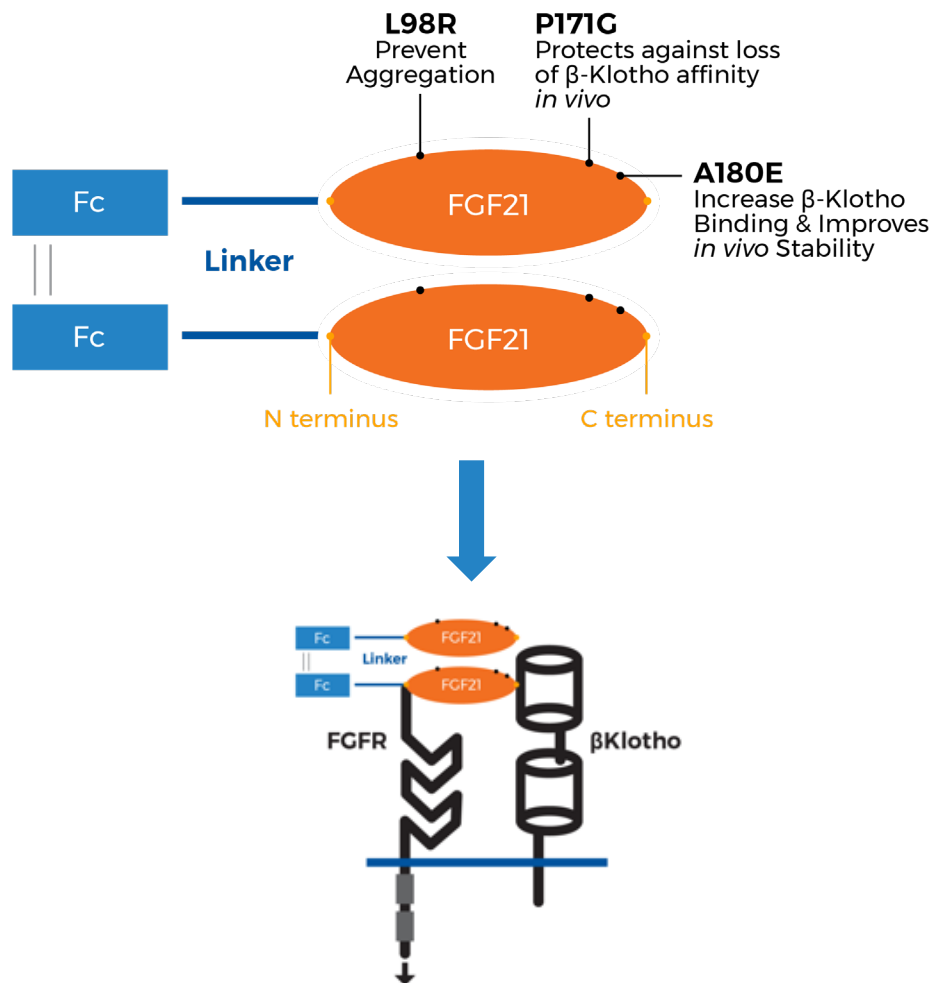 L98R
Prevent
Aggregation
P171G
Protects against loss
of β-Klotho affinity
in vivo
A180E
Increase β-Klotho
Binding & Improves
in vivo Stability
Fc
FGF21
Linker
Fc
FGF21
N terminus
C terminus
Fc
FGF21
Linker
Fc
FGF21
FGFR
βKlotho